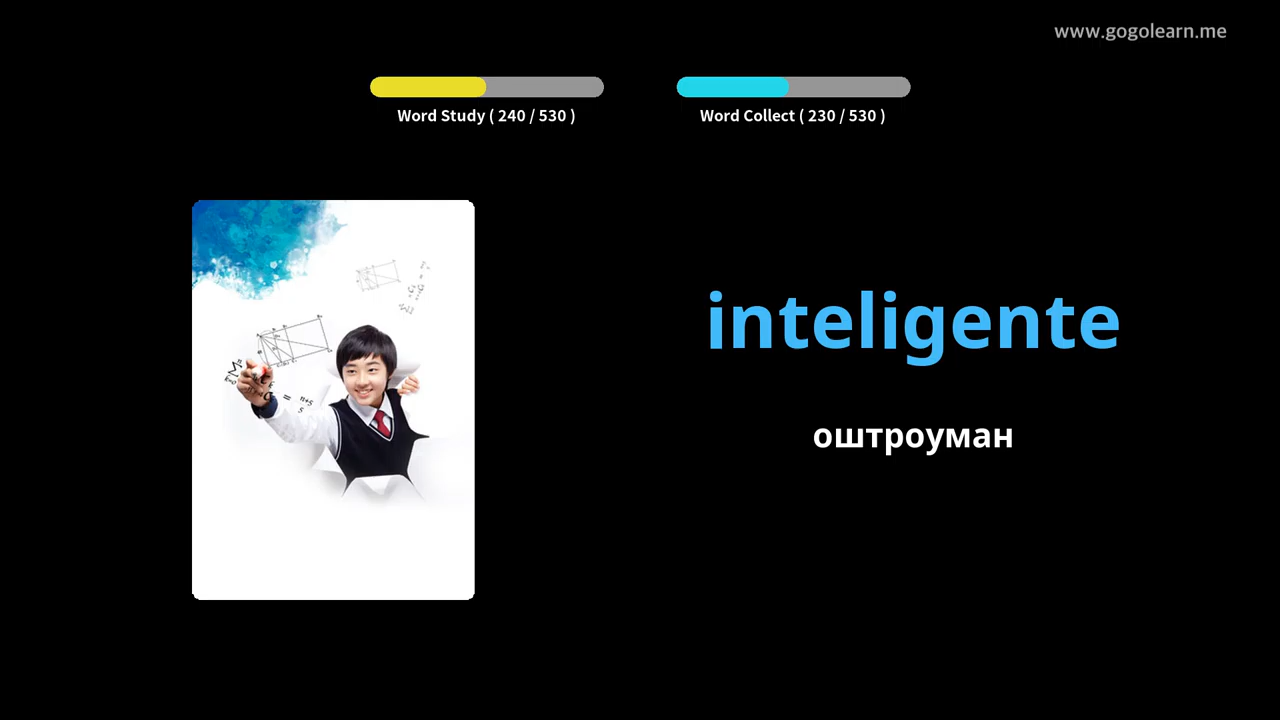 www.gogolearn.me
Word Study ( 240 / 530 )
Word Collect ( 230 / 530 )
inteligente
оштроуман